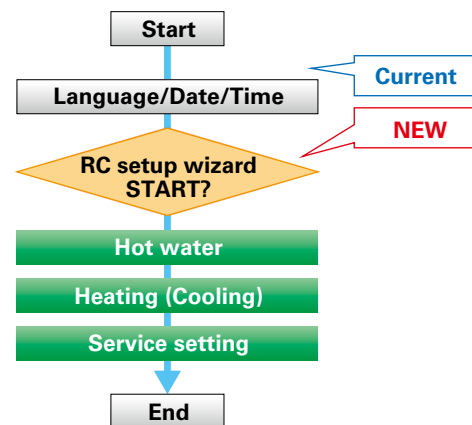 Start
Current
Language/Date/Time
NEW
RC setup wizard
START?
Hot water
Heating (Cooling)
Service setting
End